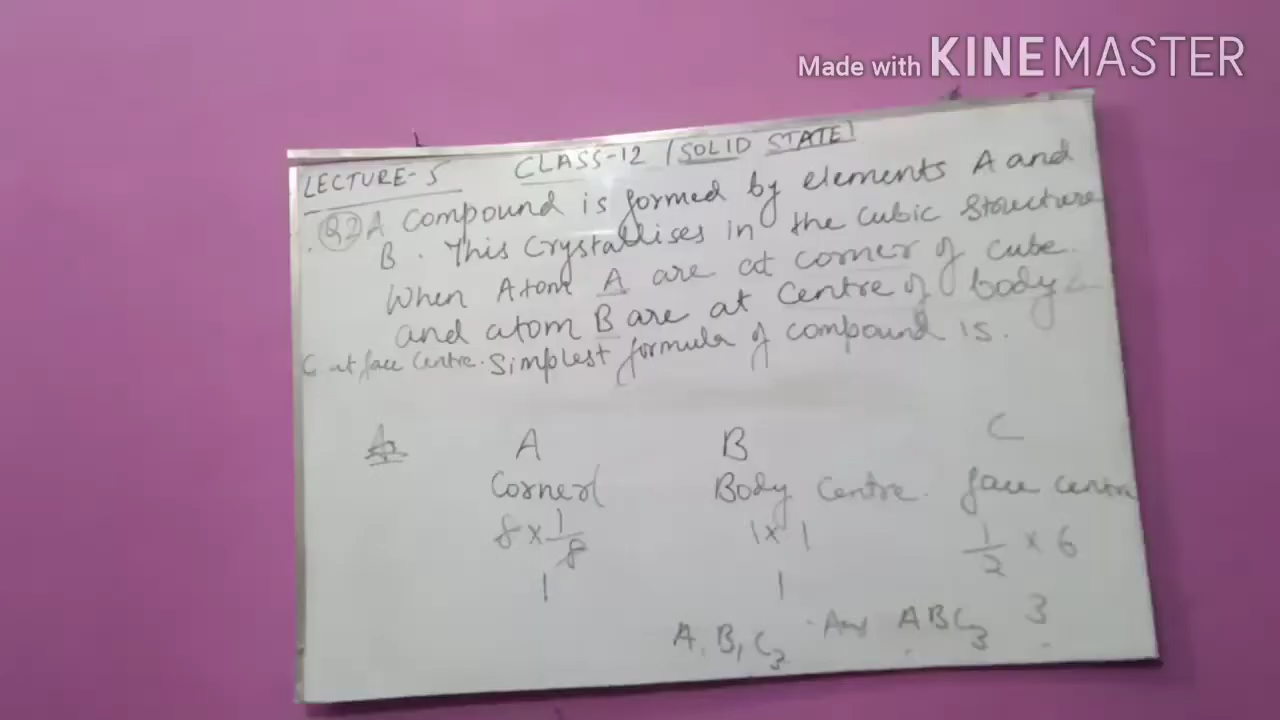 Made with KINEMASTER
LECTURE-5 CLASS-12 (SOLID STATE)
Q2) A compound is formed by elements A and
B. This Crystallises in the cubic structure
When Atom A are at corner of cube.
and atom B are at centre of body &
C at face centre. Simplest formula of compound is.
A B C
Corner Body Centre. face centre
8 × 1/8 1 × 1 1/2 × 6
1 1 3
A1 B1 C3 Ans ABC3